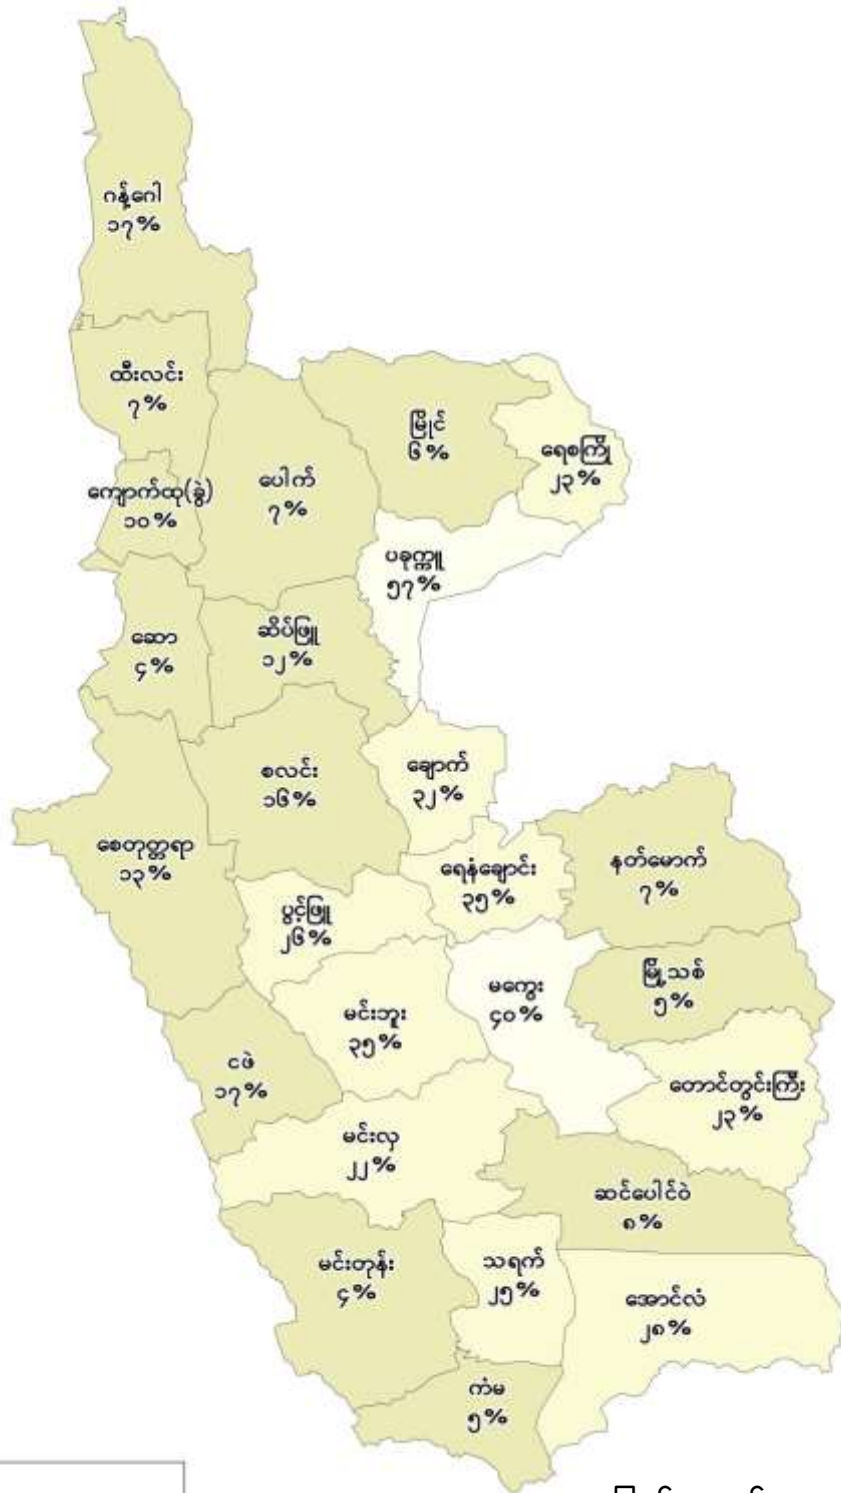 ဂန့်ဂေါ
၁၇%
ထီးလင်း
၇%
မြိုင်
၆%
ရေစကြို
၂၃%
ပေါက်
၇%
ကျောက်ထု(ခွဲ)
၁၀%
ပခုက္ကူ
၅၇%
ဆော
၄%
ဆိပ်ဖြူ
၁၂%
စလင်း
၁၆%
ချောက်
၃၂%
စေတုတ္တရာ
၁၃%
ရေနံချောင်း
၃၅%
နတ်မောက်
၇%
ပွင့်ဖြူ
၂၆%
မြို့သစ်
၅%
မကွေး
၄၀%
မင်းဘူး
၃၅%
ငဖဲ
၁၇%
တောင်တွင်းကြီး
၂၃%
မင်းလှ
၂၂%
ဆင်ပေါင်ဝဲ
၈%
မင်းတုန်း
၄%
သရက်
၂၅%
အောင်လံ
၂၈%
ကံမ
၅%